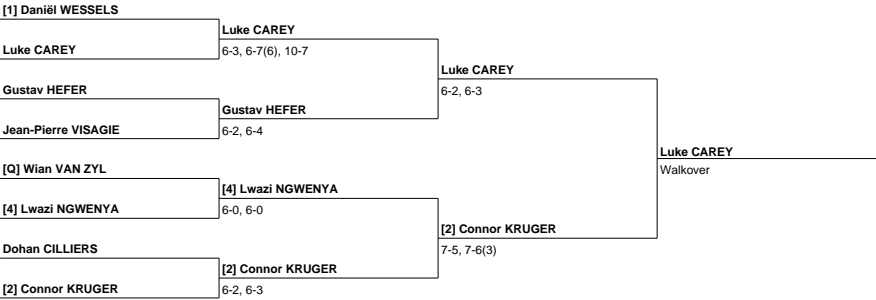 [1] Daniël WESSELS
Luke CAREY
Luke CAREY
6-3, 6-7(6), 10-7
Luke CAREY
6-2, 6-3
Gustav HEFER
Gustav HEFER
Jean-Pierre VISAGIE
6-2, 6-4
Luke CAREY
Walkover
[Q] Wian VAN ZYL
[4] Lwazi NGWENYA
[4] Lwazi NGWENYA
6-0, 6-0
[2] Connor KRUGER
7-5, 7-6(3)
Dohan CILLIERS
[2] Connor KRUGER
[2] Connor KRUGER
6-2, 6-3